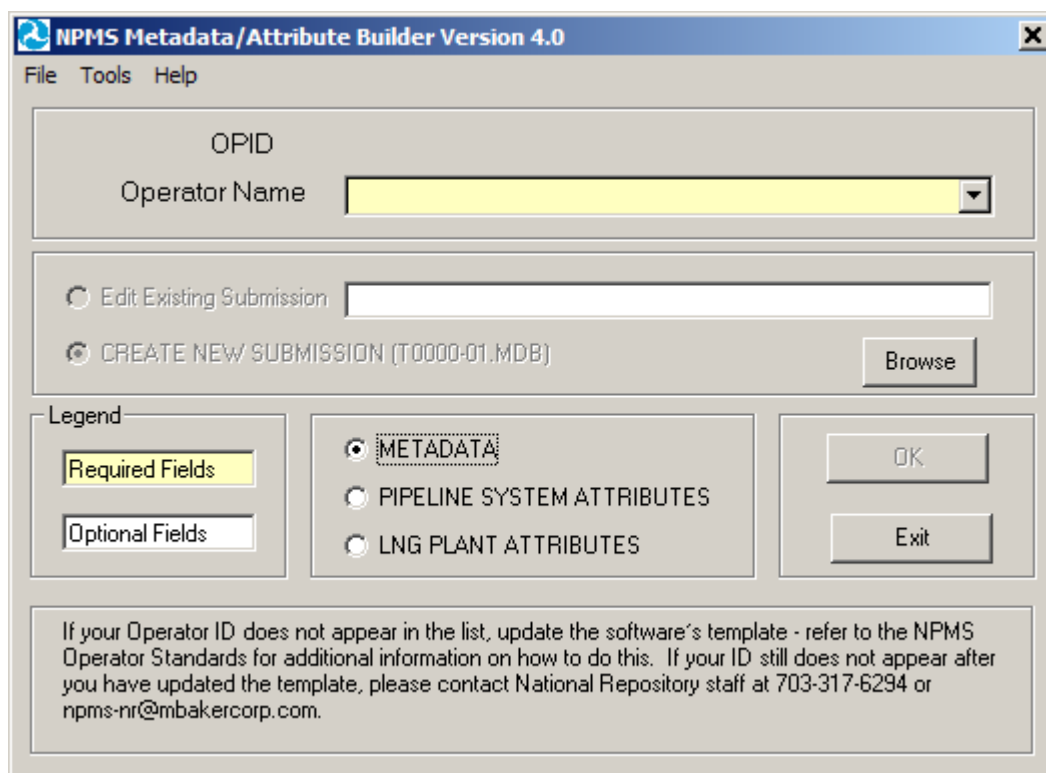 NPMS Metadata/Attribute Builder Version 4.0
File Tools Help
OPID
Operator Name
Edit Existing Submission
CREATE NEW SUBMISSION (T0000-01.MDB)
Browse
Legend
Required Fields
Optional Fields
METADATA
PIPELINE SYSTEM ATTRIBUTES
LNG PLANT ATTRIBUTES
OK
Exit
If your Operator ID does not appear in the list, update the software's template - refer to the NPMS
Operator Standards for additional information on how to do this.  If your ID still does not appear after
you have updated the template, please contact National Repository staff at 703-317-6294 or
npms-nr@mbakercorp.com.